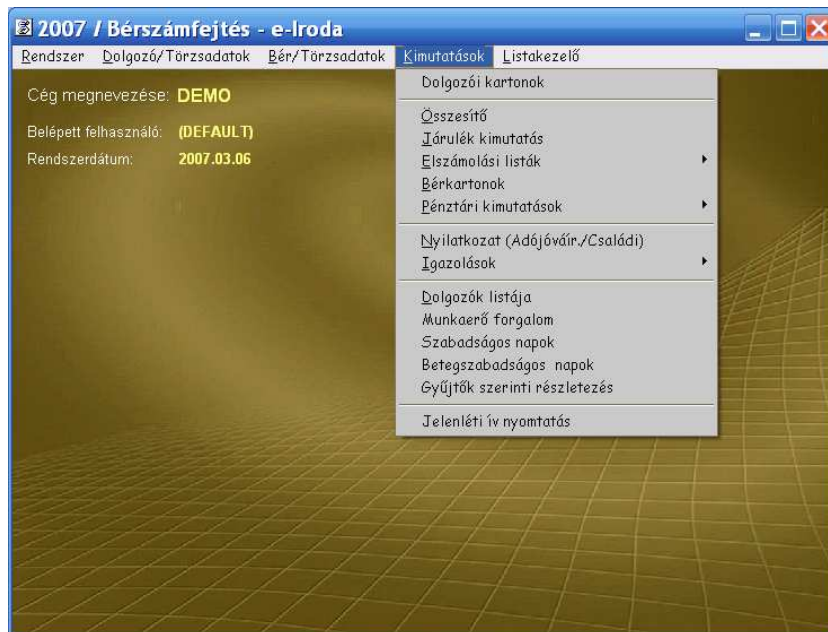 2007 / Bérszámfejtés - e-Iroda
Rendszer Dolgozó/Törzsadatok Bér/Törzsadatok Kimutatások Listakezelő
Cég megnevezése: DEMO
Belépett felhasználó: (DEFAULT)
Rendszerdátum: 2007.03.06
Dolgozói kartonok
Összesítő
Járulék kimutatás
Elszámolási listák
Bérkartonok
Pénztári kimutatások
Nyilatkozat (Adójóváír./Családi)
Igazolások
Dolgozók listája
Munkaerő forgalom
Szabadságos napok
Betegszabadságos napok
Gyűjtők szerinti részletezés
Jelenléti ív nyomtatás